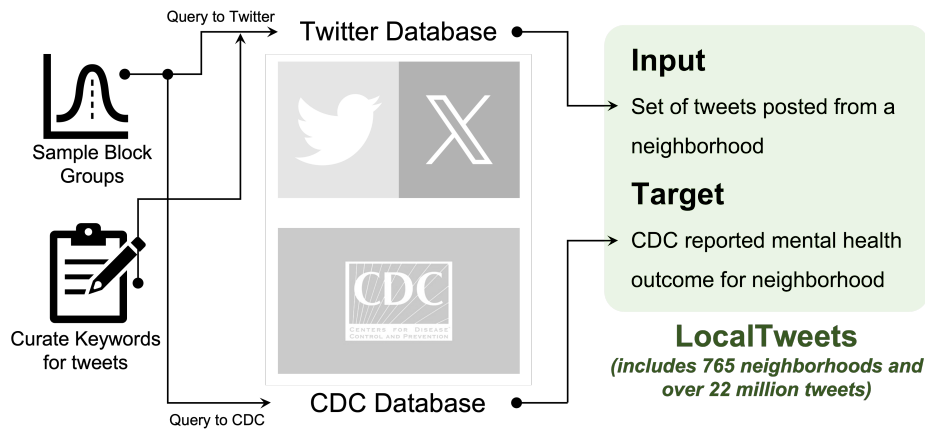 Query to Twitter
Twitter Database
Sample Block
Groups
Curate Keywords
for tweets
CDC
CENTERS FOR DISEASE
CONTROL AND PREVENTION
Query to CDC
CDC Database
Input
Set of tweets posted from a
neighborhood
Target
CDC reported mental health
outcome for neighborhood
LocalTweets
(includes 765 neighborhoods and
over 22 million tweets)